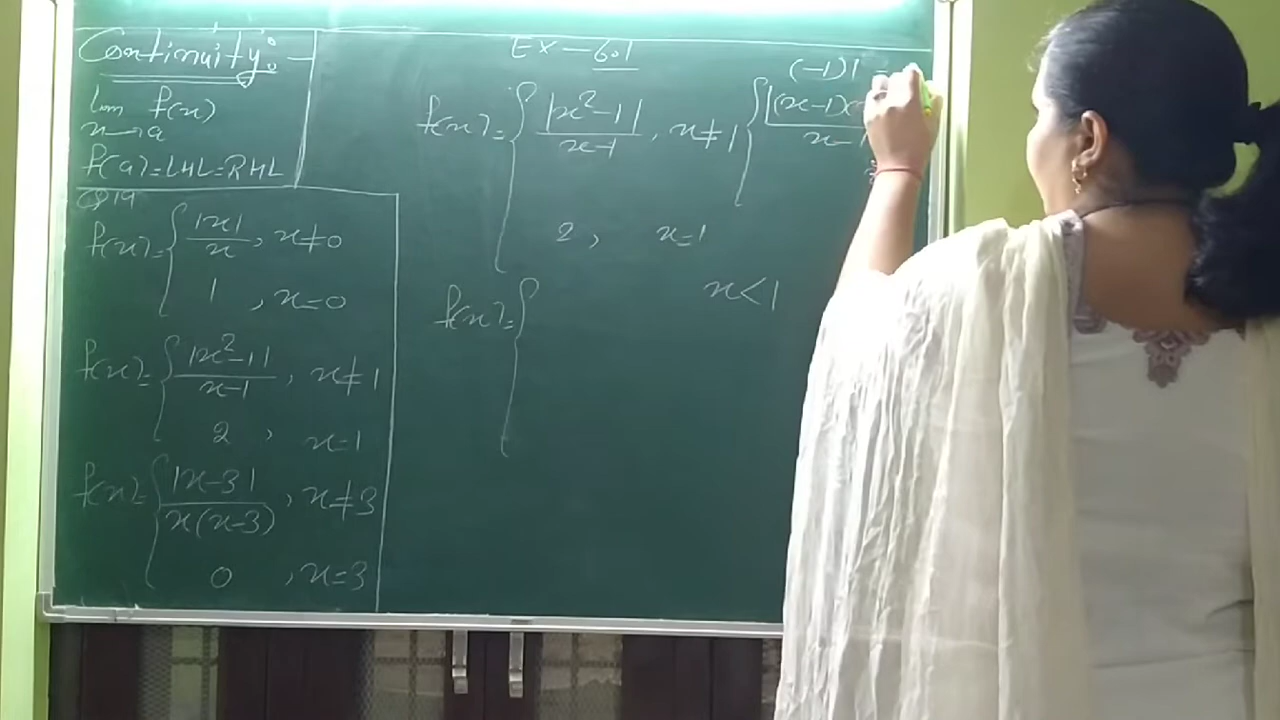 Continuity:-
lim f(x)
x→a
f(a)=LHL=RHL
Q19
f(x)={ |x|/x, x≠0
1 , x=0
f(x)={ |x²-1|/x-1, x≠1
2 , x=1
f(x)={ |x-3|/x(x-3), x≠3
0 , x=3
Ex-6.1
f(x)={ |x²-1|/x-1, x≠1
2, x=1
f(x)={ x<1
(-1)1 =
{ |(x-1)(
x-1